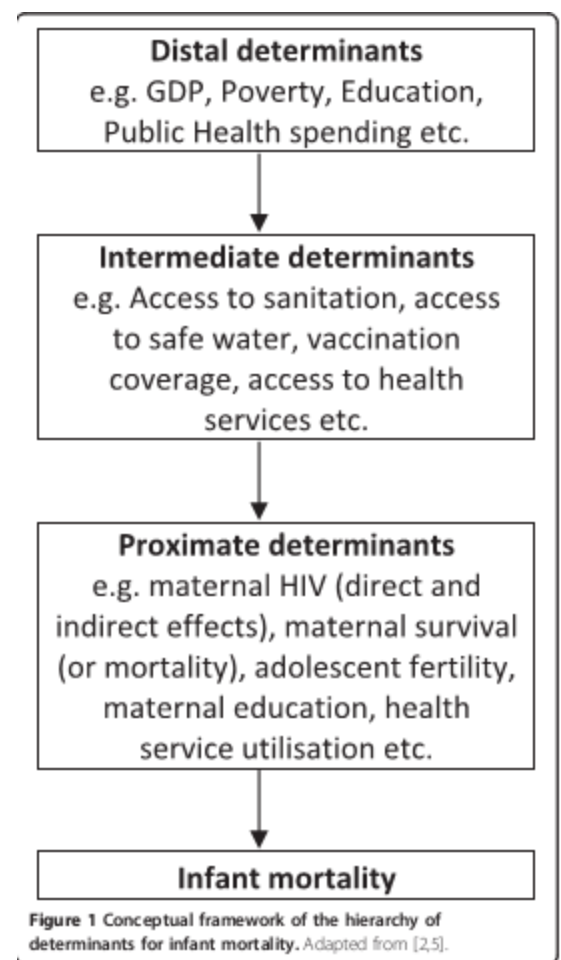 Distal determinants
e.g. GDP, Poverty, Education,
Public Health spending etc.
Intermediate determinants
e.g. Access to sanitation, access
to safe water, vaccination
coverage, access to health
services etc.
Proximate determinants
e.g. maternal HIV (direct and
indirect effects), maternal survival
(or mortality), adolescent fertility,
maternal education, health
service utilisation etc.
Infant mortality
Figure 1 Conceptual framework of the hierarchy of
determinants for infant mortality. Adapted from [2,5].